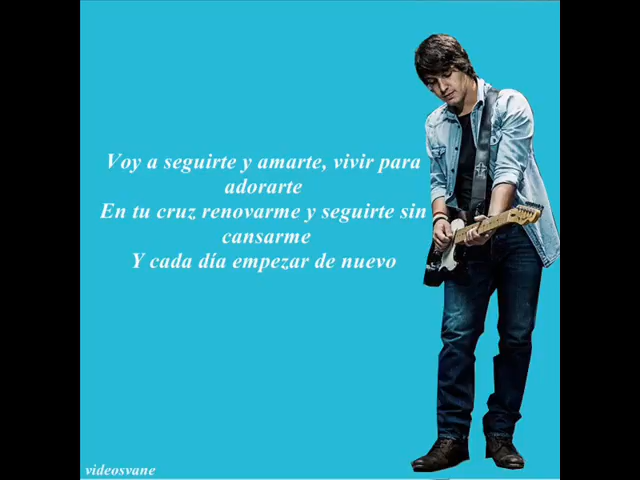 Voy a seguirte y amarte, vivir para
adorarte
En tu cruz renovarme y seguirte sin
cansarme
Y cada día empezar de nuevo
videosvane